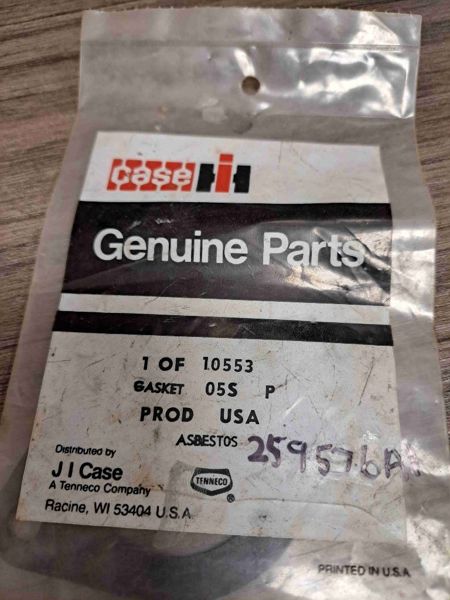 case IH
Genuine Parts
1 OF 10553
GASKET 05S P
PROD USA
ASBESTOS
Distributed by
J I Case
A Tenneco Company
TENNECO
®
Racine, WI 53404 U.S.A.
PRINTED IN U.S.A